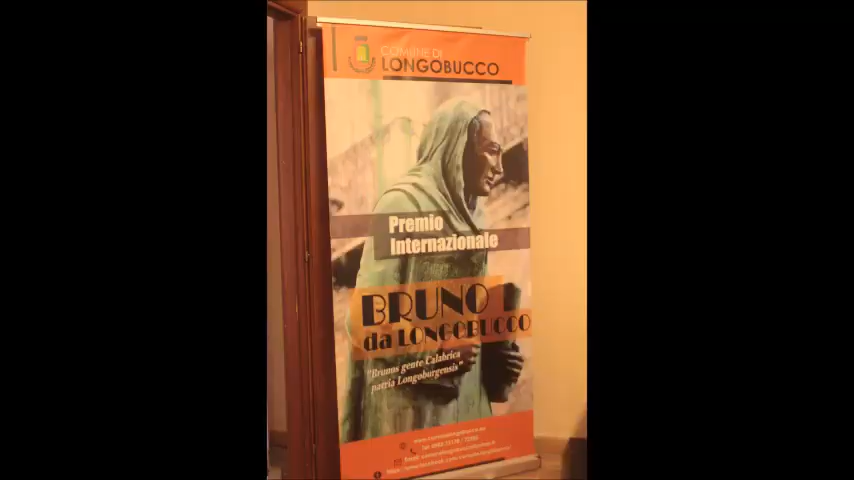 COMUNE DI
LONGOBUCCO
Premio
Internazionale
BRUNO
da LONGOBUCCO
"Brunus gente Calabrica
patria Longoburgensis"